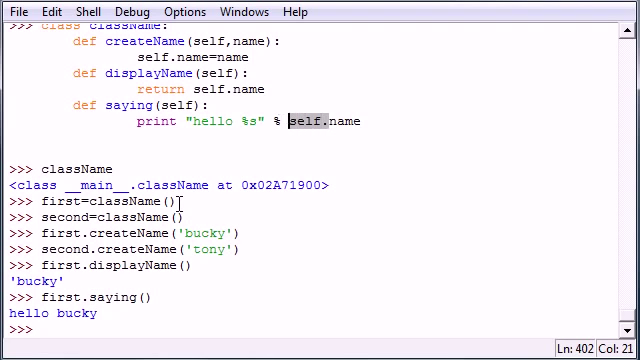 File Edit Shell Debug Options Windows Help
>>> class className:
def createName(self,name):
self.name=name
def displayName(self):
return self.name
def saying(self):
print "hello %s" % self.name
>>> className
<class __main__.className at 0x02A71900>
>>> first=className()
>>> second=className()
>>> first.createName('bucky')
>>> second.createName('tony')
>>> first.displayName()
'bucky'
>>> first.saying()
hello bucky
>>>
Ln: 402 Col: 21